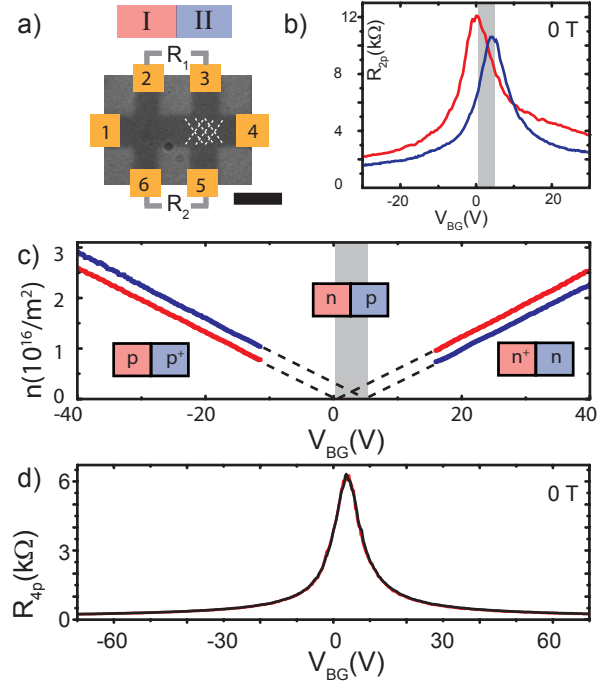 a)
I II
R1
2 3
1 4
6 5
R2
b)
0 T
12
8
4
0
R2p(kΩ)
-20 0 20
VBG(V)
c)
3
2
1
0
n(10^16/m^2)
n p
p p+
n+ n
-40 -20 0 20 40
VBG(V)
d)
0 T
6
4
2
0
R4p(kΩ)
-60 -30 0 30 60
VBG(V)